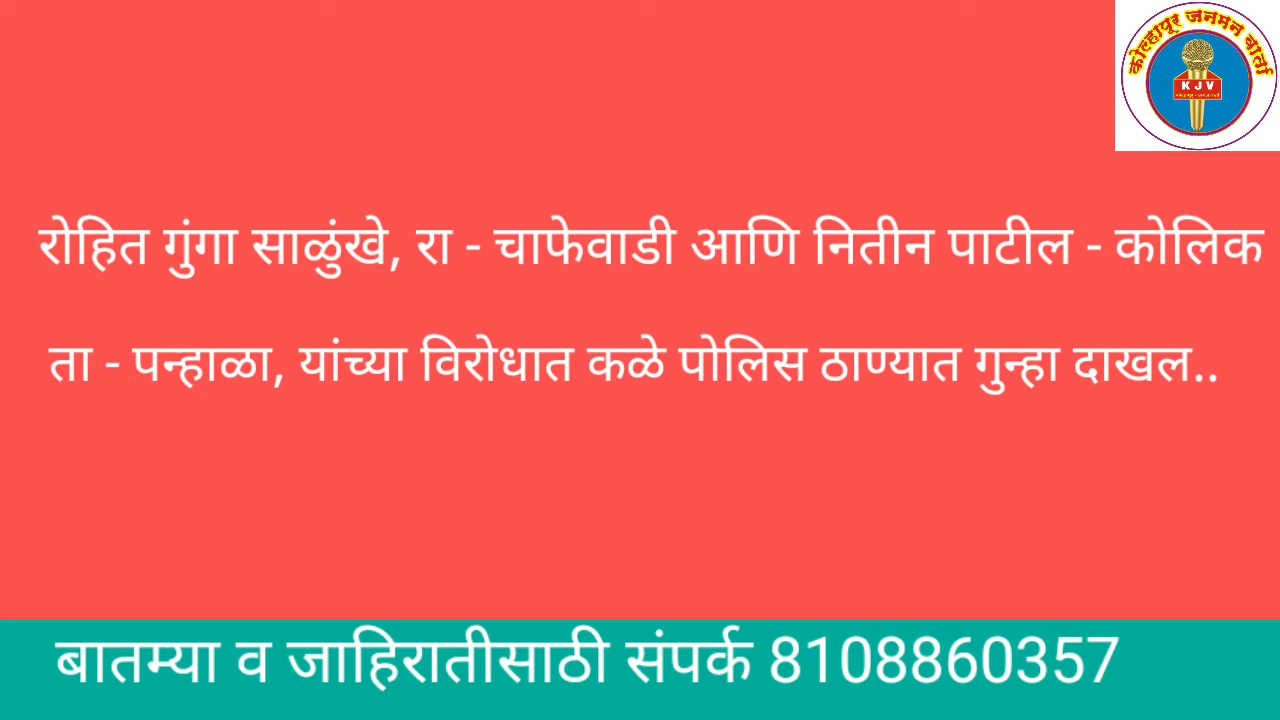 कोल्हापूर जनमन वार्ता
KJV
रोहित गुंगा साळुंखे, रा - चाफेवाडी आणि नितीन पाटील - कोलिक
ता - पन्हाळा, यांच्या विरोधात कळे पोलिस ठाण्यात गुन्हा दाखल..
बातम्या व जाहिरातीसाठी संपर्क 8108860357